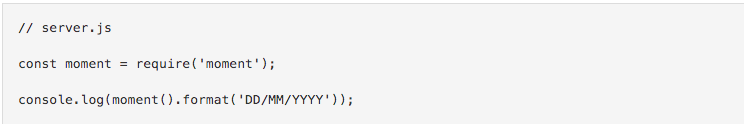 // server.js
const moment = require('moment');
console.log(moment().format('DD/MM/YYYY'));